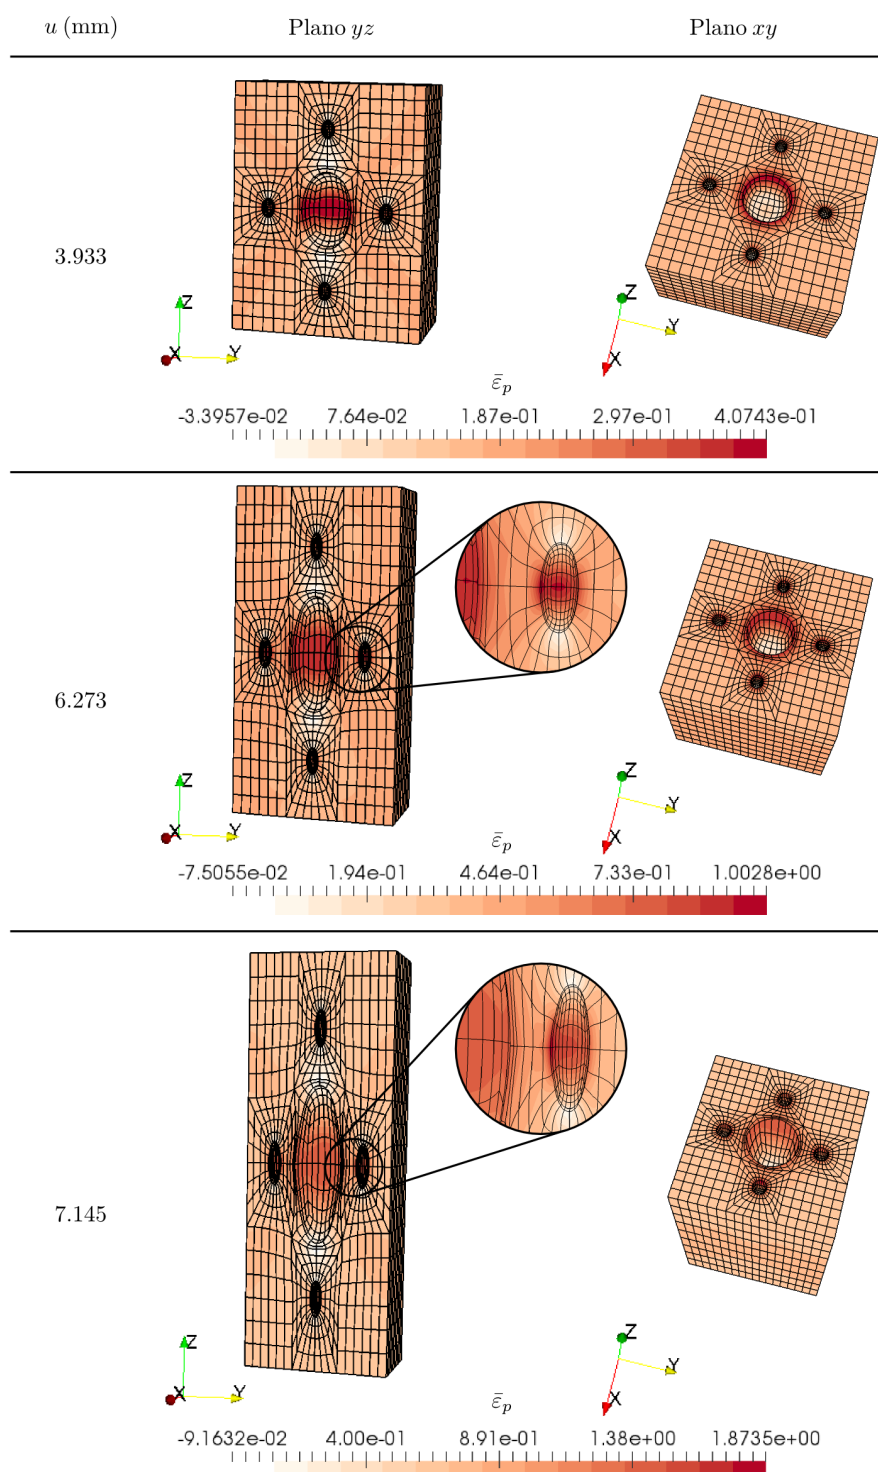 u (mm) Plano yz Plano xy
3.933
Z
X Y
Z
Y
X
ε̄ₚ
-3.3957e-02 7.64e-02 1.87e-01 2.97e-01 4.0743e-01
6.273
Z
X Y
Z
Y
X
ε̄ₚ
-7.5055e-02 1.94e-01 4.64e-01 7.33e-01 1.0028e+00
7.145
Z
X Y
Z
Y
X
ε̄ₚ
-9.1632e-02 4.00e-01 8.91e-01 1.38e+00 1.8735e+00